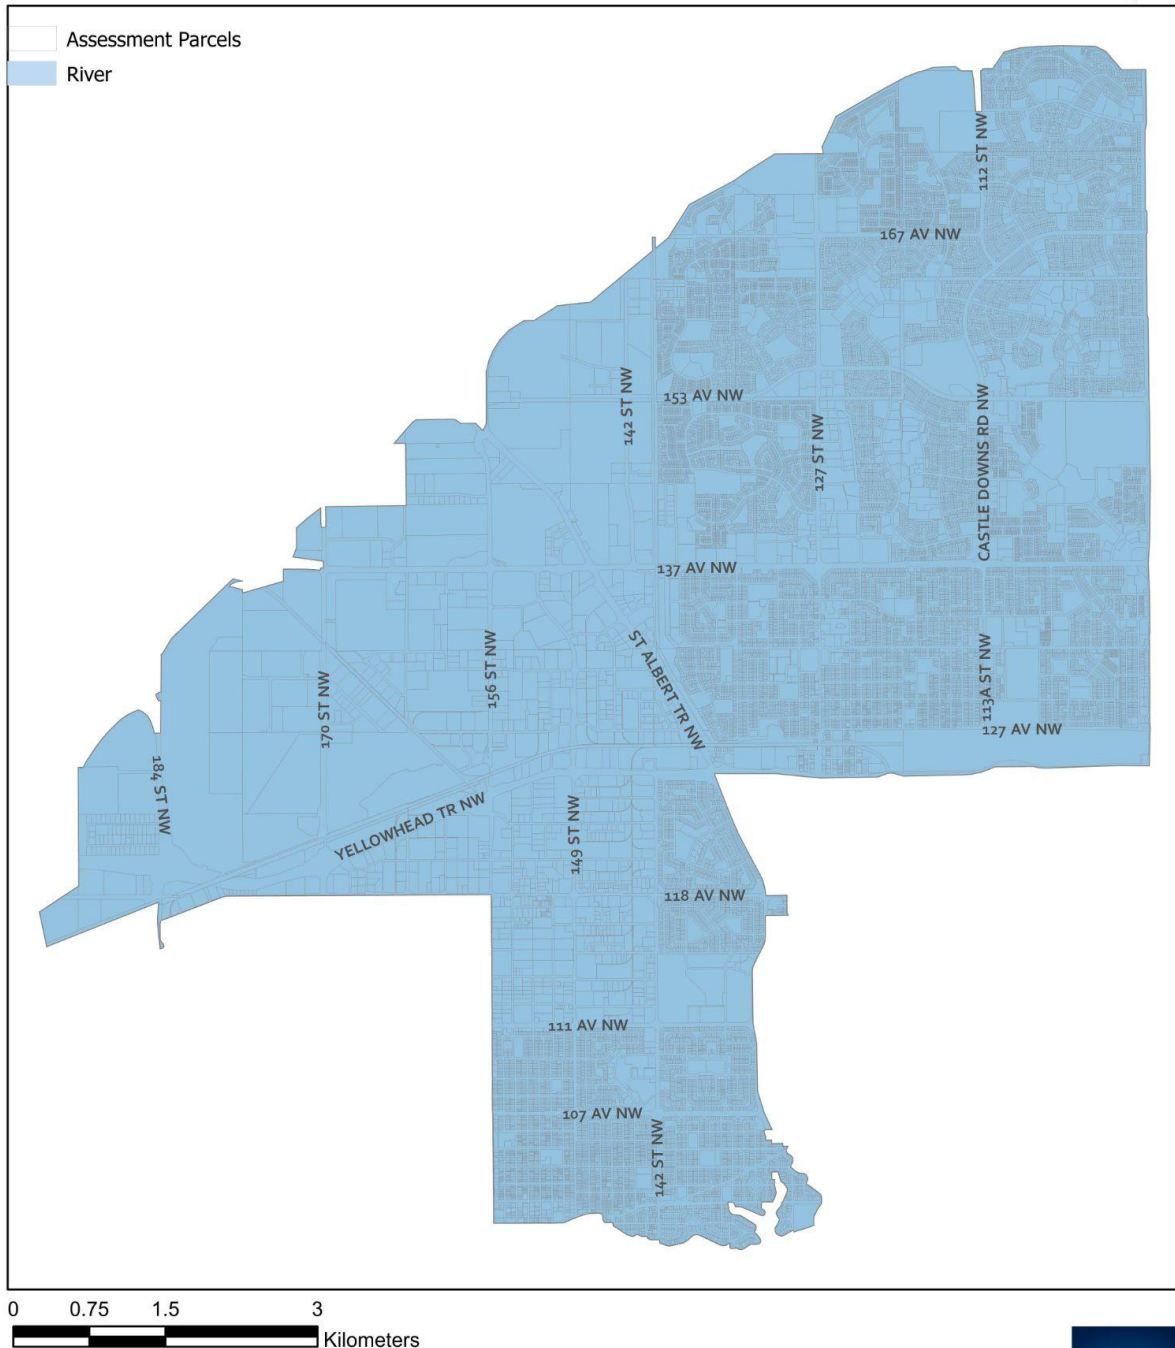 Assessment Parcels
River
112 ST NW
167 AV NW
142 ST NW
153 AV NW
127 ST NW
CASTLE DOWNS RD NW
137 AV NW
ST ALBERT TR NW
156 ST NW
113A ST NW
170 ST NW
127 AV NW
184 ST NW
YELLOWHEAD TR NW
149 ST NW
118 AV NW
111 AV NW
107 AV NW
142 ST NW
0 0.75 1.5 3
Kilometers